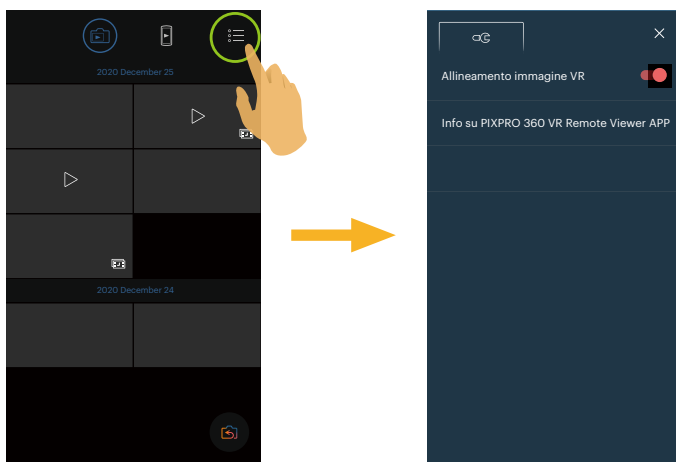 2020 December 25
2020 December 24
Allineamento immagine VR
Info su PIXPRO 360 VR Remote Viewer APP